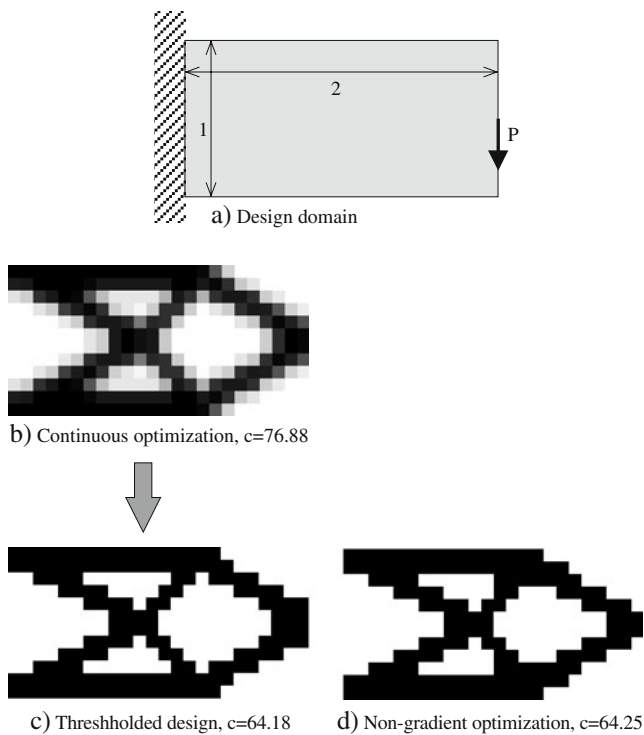 2
1
P
a) Design domain
b) Continuous optimization, c=76.88
c) Threshholded design, c=64.18
d) Non-gradient optimization, c=64.25